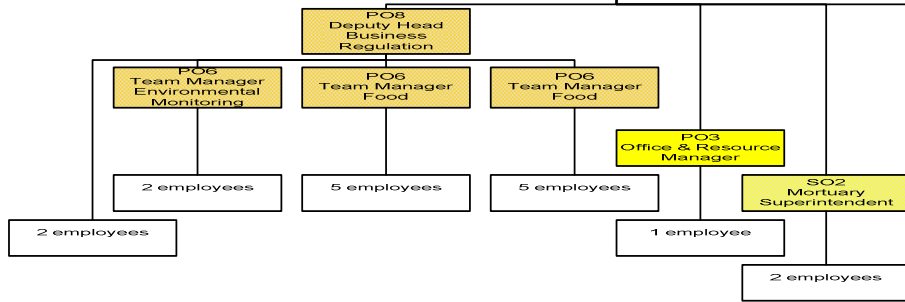 PO8
Deputy Head
Business
Regulation
PO6
Team Manager
Environmental
Monitoring
PO6
Team Manager
Food
PO6
Team Manager
Food
PO3
Office & Resource
Manager
2 employees
5 employees
5 employees
SO2
Mortuary
Superintendent
2 employees
1 employee
2 employees